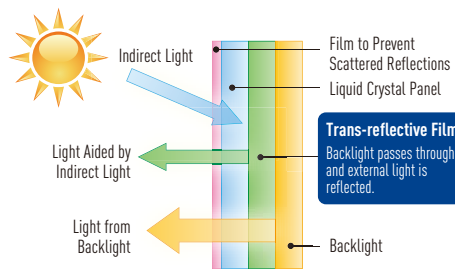 Indirect Light
Film to Prevent
Scattered Reflections
Liquid Crystal Panel
Light Aided by
Indirect Light
Trans-reflective Film
Backlight passes through
and external light is
reflected.
Light from
Backlight
Backlight